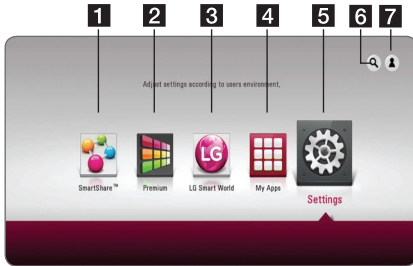 1 2 3 4 5 6 7
Adjust settings according to users environment.
LG
SmartShare™ Premium LG Smart World My Apps Settings